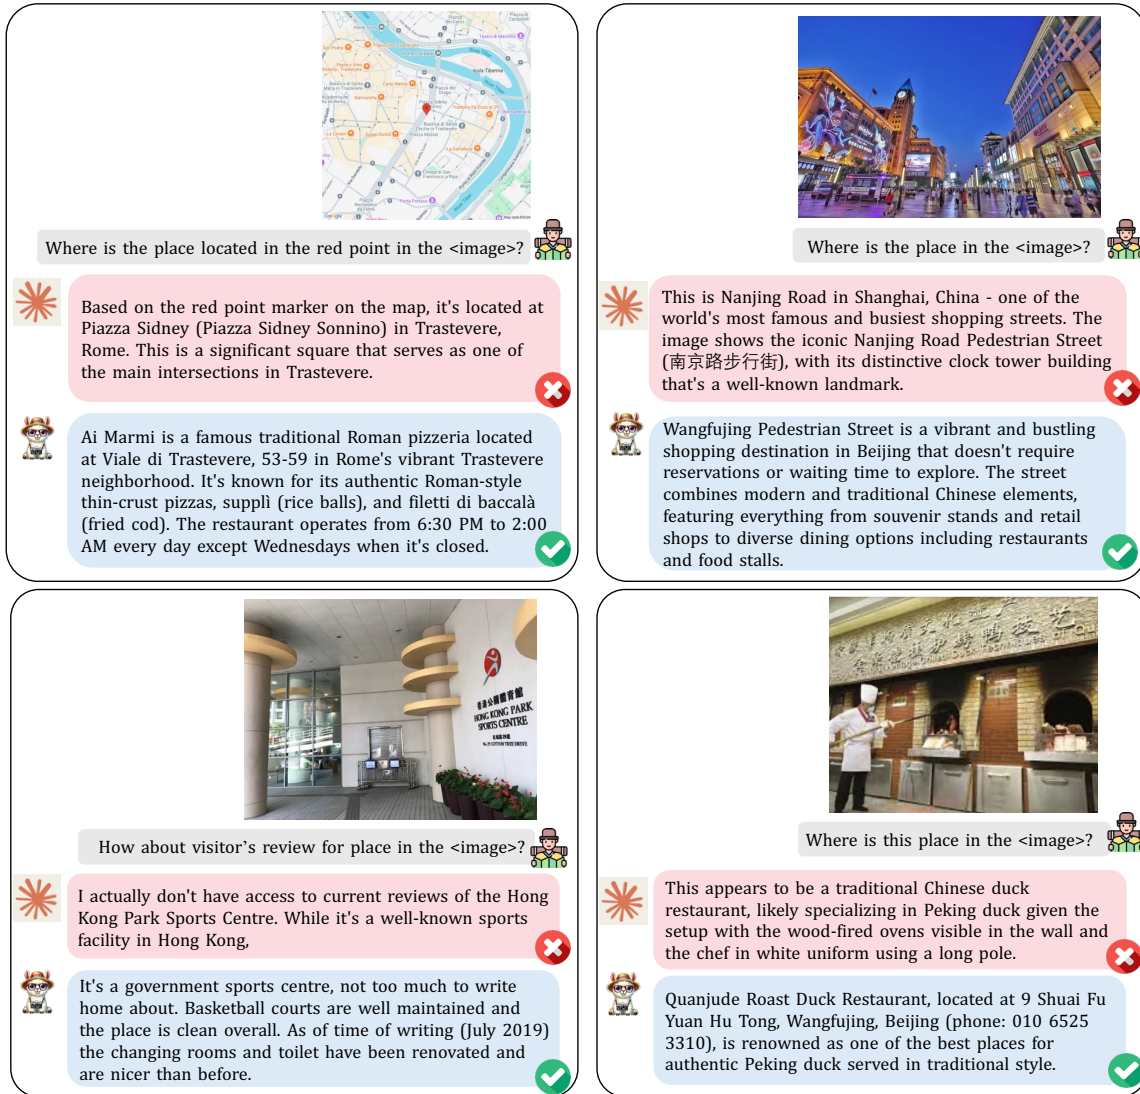 Where is the place located in the red point in the <image>?
Based on the red point marker on the map, it's located at
Piazza Sidney (Piazza Sidney Sonnino) in Trastevere,
Rome. This is a significant square that serves as one of
the main intersections in Trastevere.
Ai Marmi is a famous traditional Roman pizzeria located
at Viale di Trastevere, 53-59 in Rome's vibrant Trastevere
neighborhood. It's known for its authentic Roman-style
thin-crust pizzas, supplì (rice balls), and filetti di baccalà
(fried cod). The restaurant operates from 6:30 PM to 2:00
AM every day except Wednesdays when it's closed.
Where is the place in the <image>?
This is Nanjing Road in Shanghai, China - one of the
world's most famous and busiest shopping streets. The
image shows the iconic Nanjing Road Pedestrian Street
(南京路步行街), with its distinctive clock tower building
that's a well-known landmark.
Wangfujing Pedestrian Street is a vibrant and bustling
shopping destination in Beijing that doesn't require
reservations or waiting time to explore. The street
combines modern and traditional Chinese elements,
featuring everything from souvenir stands and retail
shops to diverse dining options including restaurants
and food stalls.
香港公園體育館
HONG KONG PARK
SPORTS CENTRE
How about visitor's review for place in the <image>?
I actually don't have access to current reviews of the Hong
Kong Park Sports Centre. While it's a well-known sports
facility in Hong Kong,
It's a government sports centre, not too much to write
home about. Basketball courts are well maintained and
the place is clean overall. As of time of writing (July 2019)
the changing rooms and toilet have been renovated and
are nicer than before.
Where is this place in the <image>?
This appears to be a traditional Chinese duck
restaurant, likely specializing in Peking duck given the
setup with the wood-fired ovens visible in the wall and
the chef in white uniform using a long pole.
Quanjude Roast Duck Restaurant, located at 9 Shuai Fu
Yuan Hu Tong, Wangfujing, Beijing (phone: 010 6525
3310), is renowned as one of the best places for
authentic Peking duck served in traditional style.